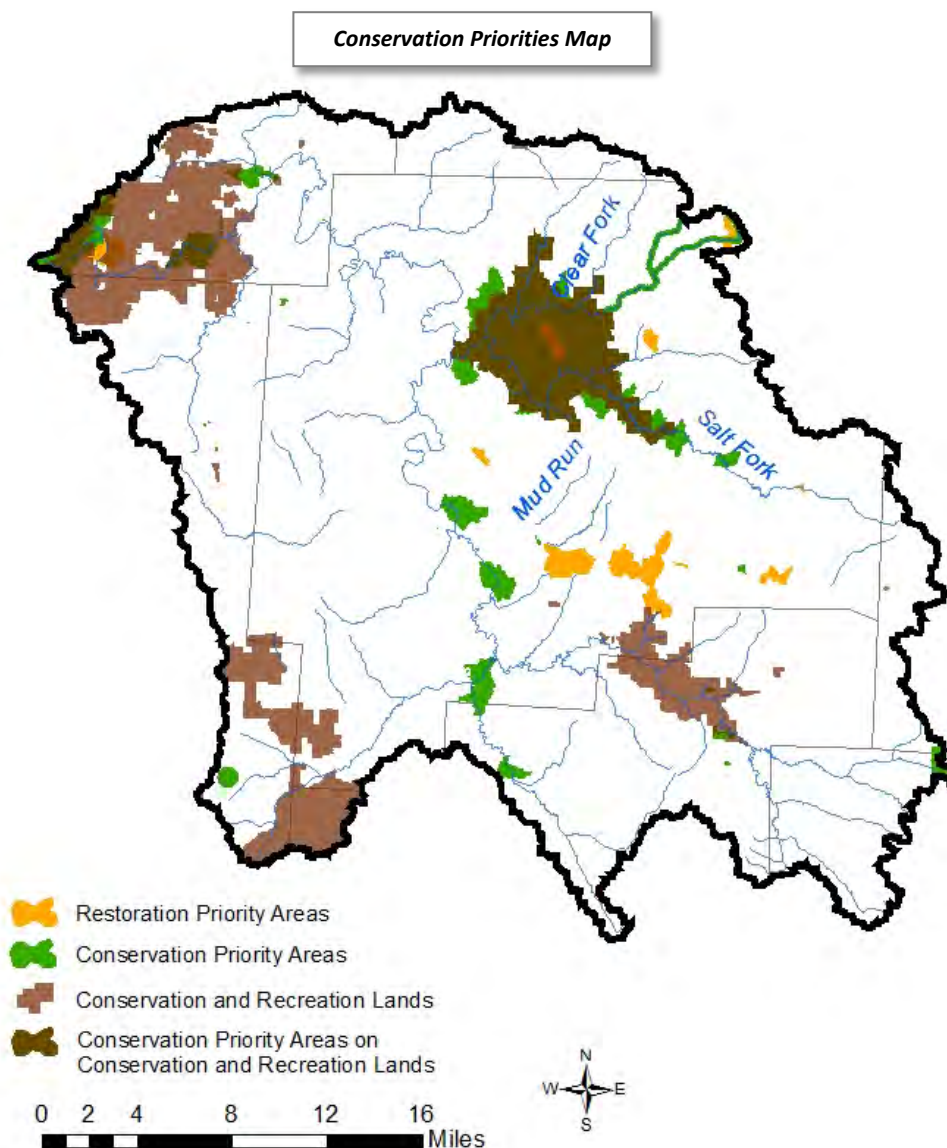 Conservation Priorities Map
Clear Fork
Salt Fork
Mud Run
Restoration Priority Areas
Conservation Priority Areas
Conservation and Recreation Lands
Conservation Priority Areas on
Conservation and Recreation Lands
N
W E
S
0 2 4 8 12 16
Miles